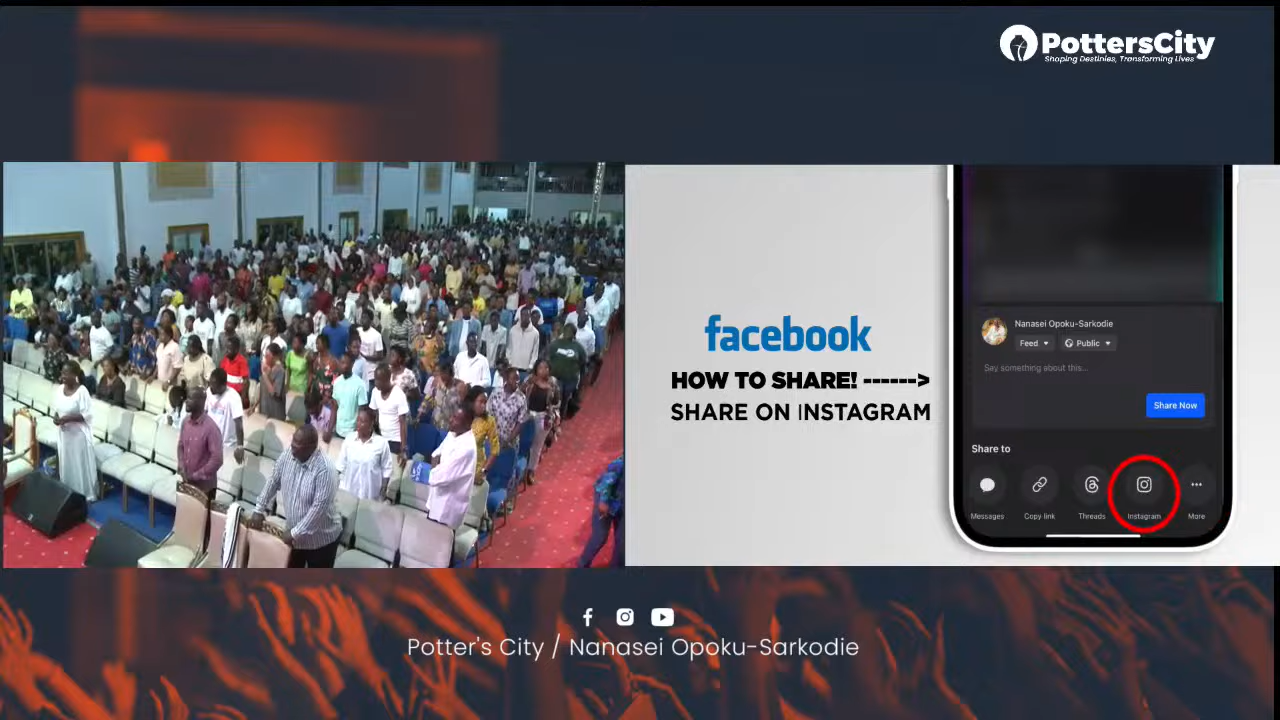 PottersCity
Shaping Destinies, Transforming Lives
facebook
HOW TO SHARE! ------>
SHARE ON INSTAGRAM
Nanasei Opoku-Sarkodie
Feed
Public
Say something about this...
Share Now
Share to
Messages
Copy link
Threads
Instagram
More
Potter's City / Nanasei Opoku-Sarkodie